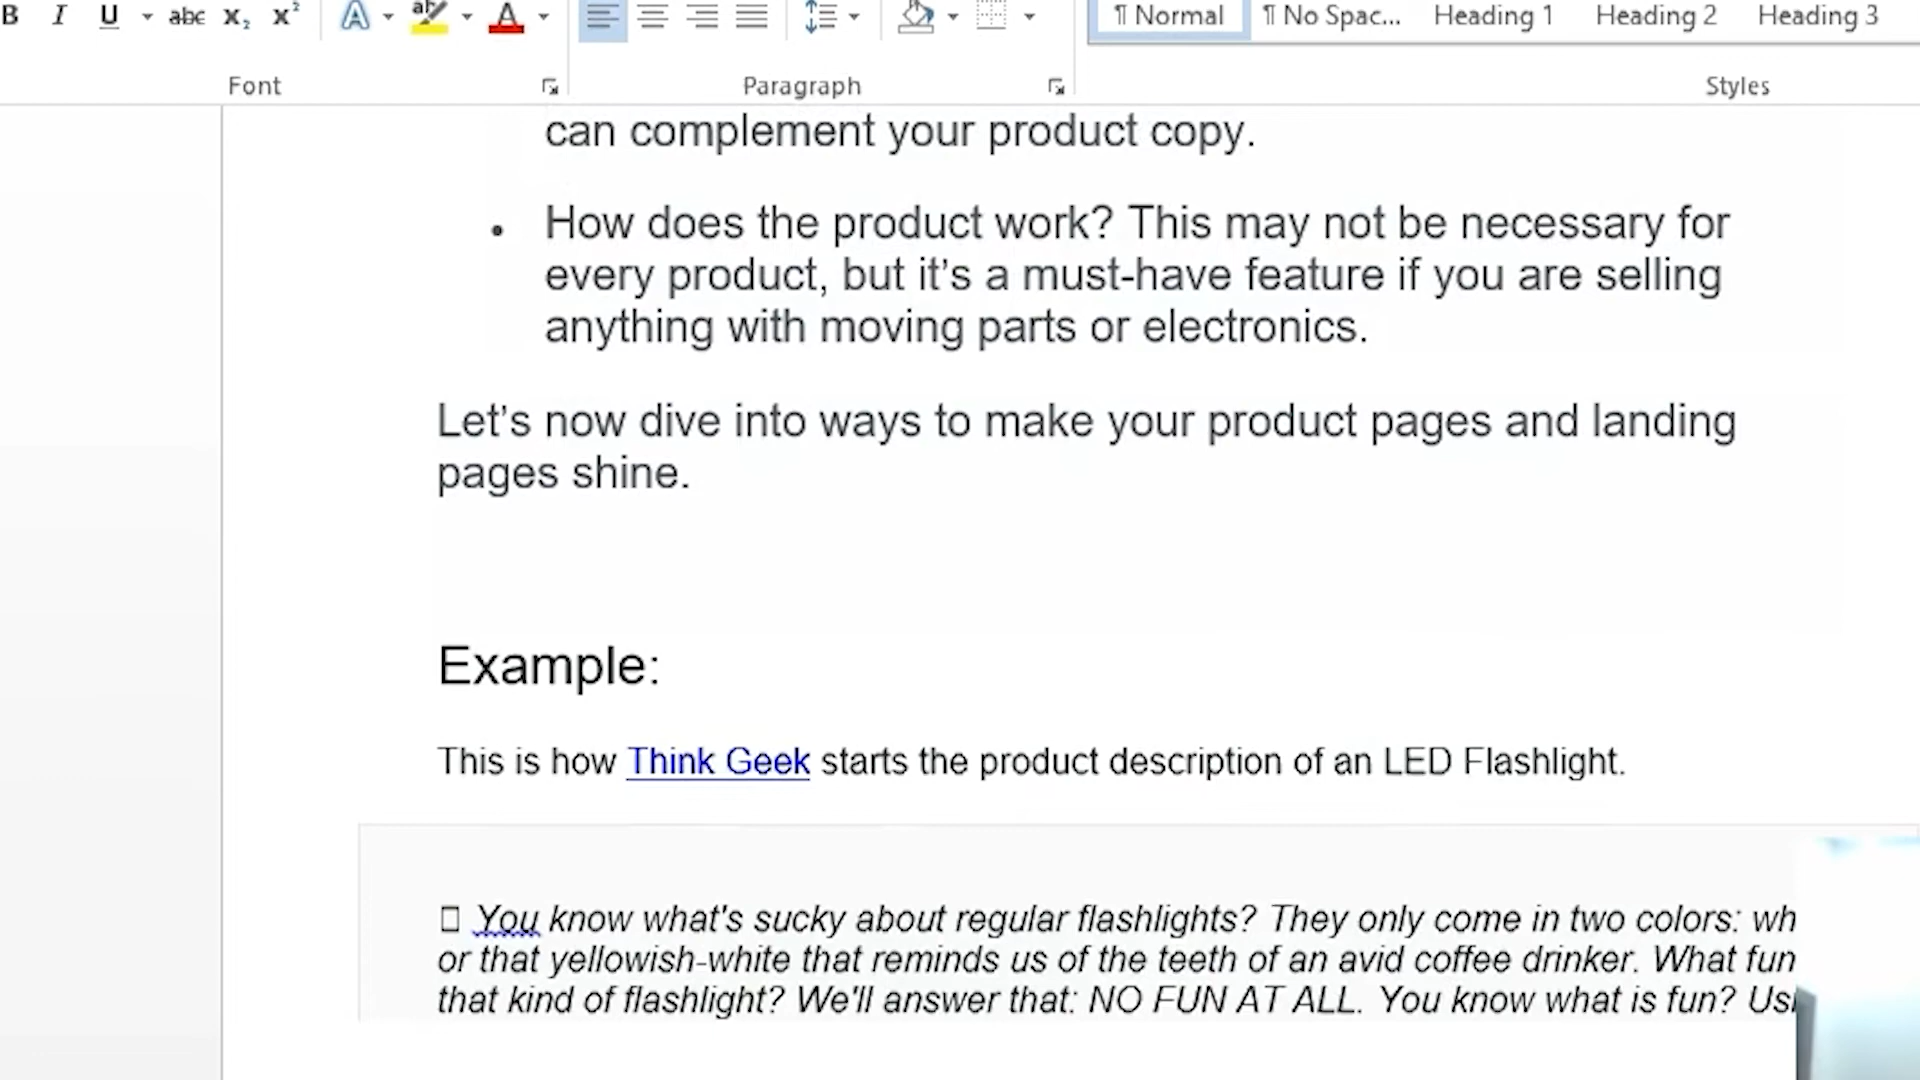 B I U abc X₂ X² A ab A ¶ Normal ¶ No Spac... Heading 1 Heading 2 Heading 3
Font Paragraph Styles
can complement your product copy.
• How does the product work? This may not be necessary for
every product, but it's a must-have feature if you are selling
anything with moving parts or electronics.
Let's now dive into ways to make your product pages and landing
pages shine.
Example:
This is how Think Geek starts the product description of an LED Flashlight.
You know what's sucky about regular flashlights? They only come in two colors: wh
or that yellowish-white that reminds us of the teeth of an avid coffee drinker. What fun
that kind of flashlight? We'll answer that: NO FUN AT ALL. You know what is fun? Usi